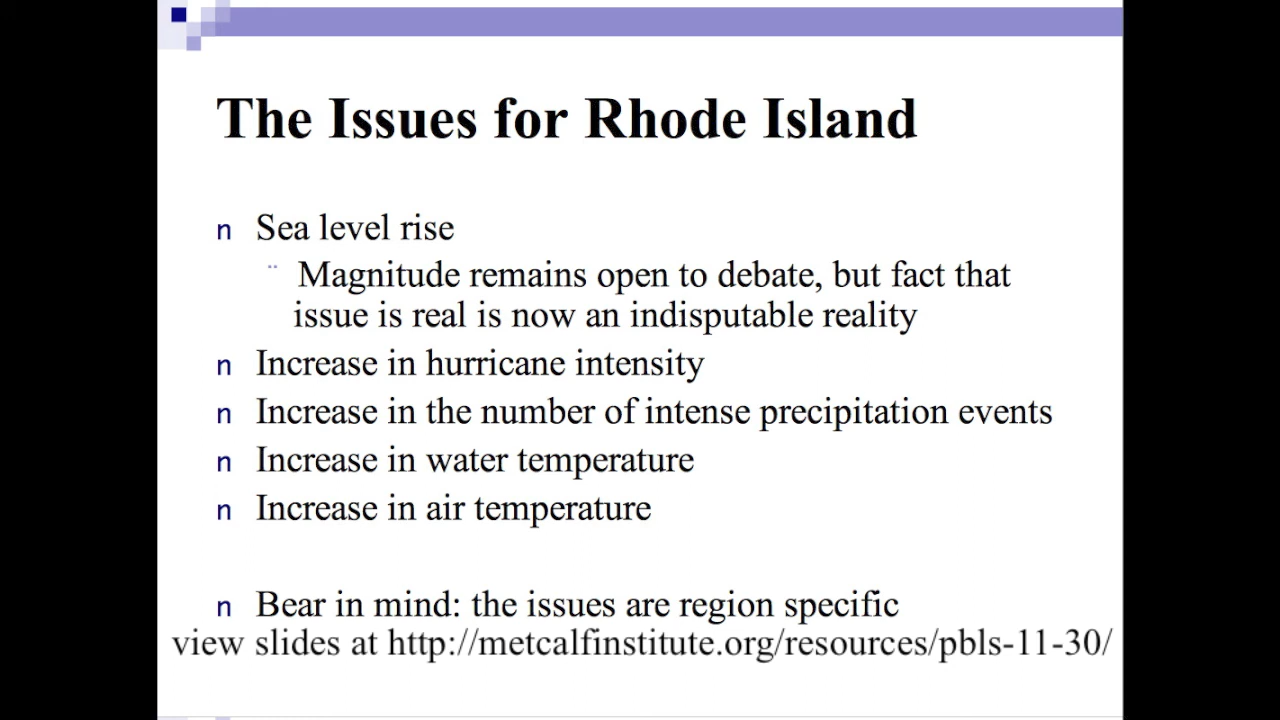 The Issues for Rhode Island
n Sea level rise
¨ Magnitude remains open to debate, but fact that
issue is real is now an indisputable reality
n Increase in hurricane intensity
n Increase in the number of intense precipitation events
n Increase in water temperature
n Increase in air temperature
n Bear in mind: the issues are region specific
view slides at http://metcalfinstitute.org/resources/pbls-11-30/